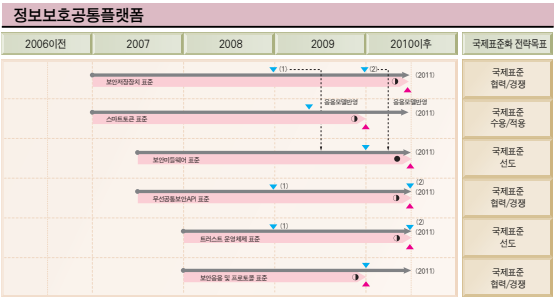 정보보호공통플랫폼
2006이전 2007 2008 2009 2010이후 국제표준화 전략목표
(1) (2) (2011)
보안저장장치 표준
국제표준
협력/경쟁
응용모델반영 응용모델반영
(2011)
스마트토큰 표준
국제표준
수용/적용
(2011)
보안미들웨어 표준
국제표준
선도
(1) (2)
(2011)
무선공통보안API 표준
국제표준
협력/경쟁
(1) (2)
(2011)
트러스트 운영체제 표준
국제표준
선도
(2011)
보안응용 및 프로토콜 표준
국제표준
협력/경쟁